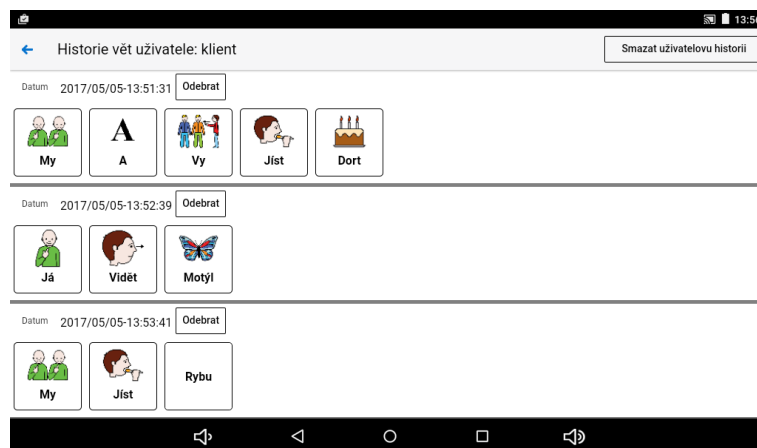 13:56
Historie vět uživatele: klient
Smazat uživatelovu historii
Datum 2017/05/05-13:51:31 Odebrat
A
My A Vy Jíst Dort
Datum 2017/05/05-13:52:39 Odebrat
Já Vidět Motýl
Datum 2017/05/05-13:53:41 Odebrat
Rybu
My Jíst